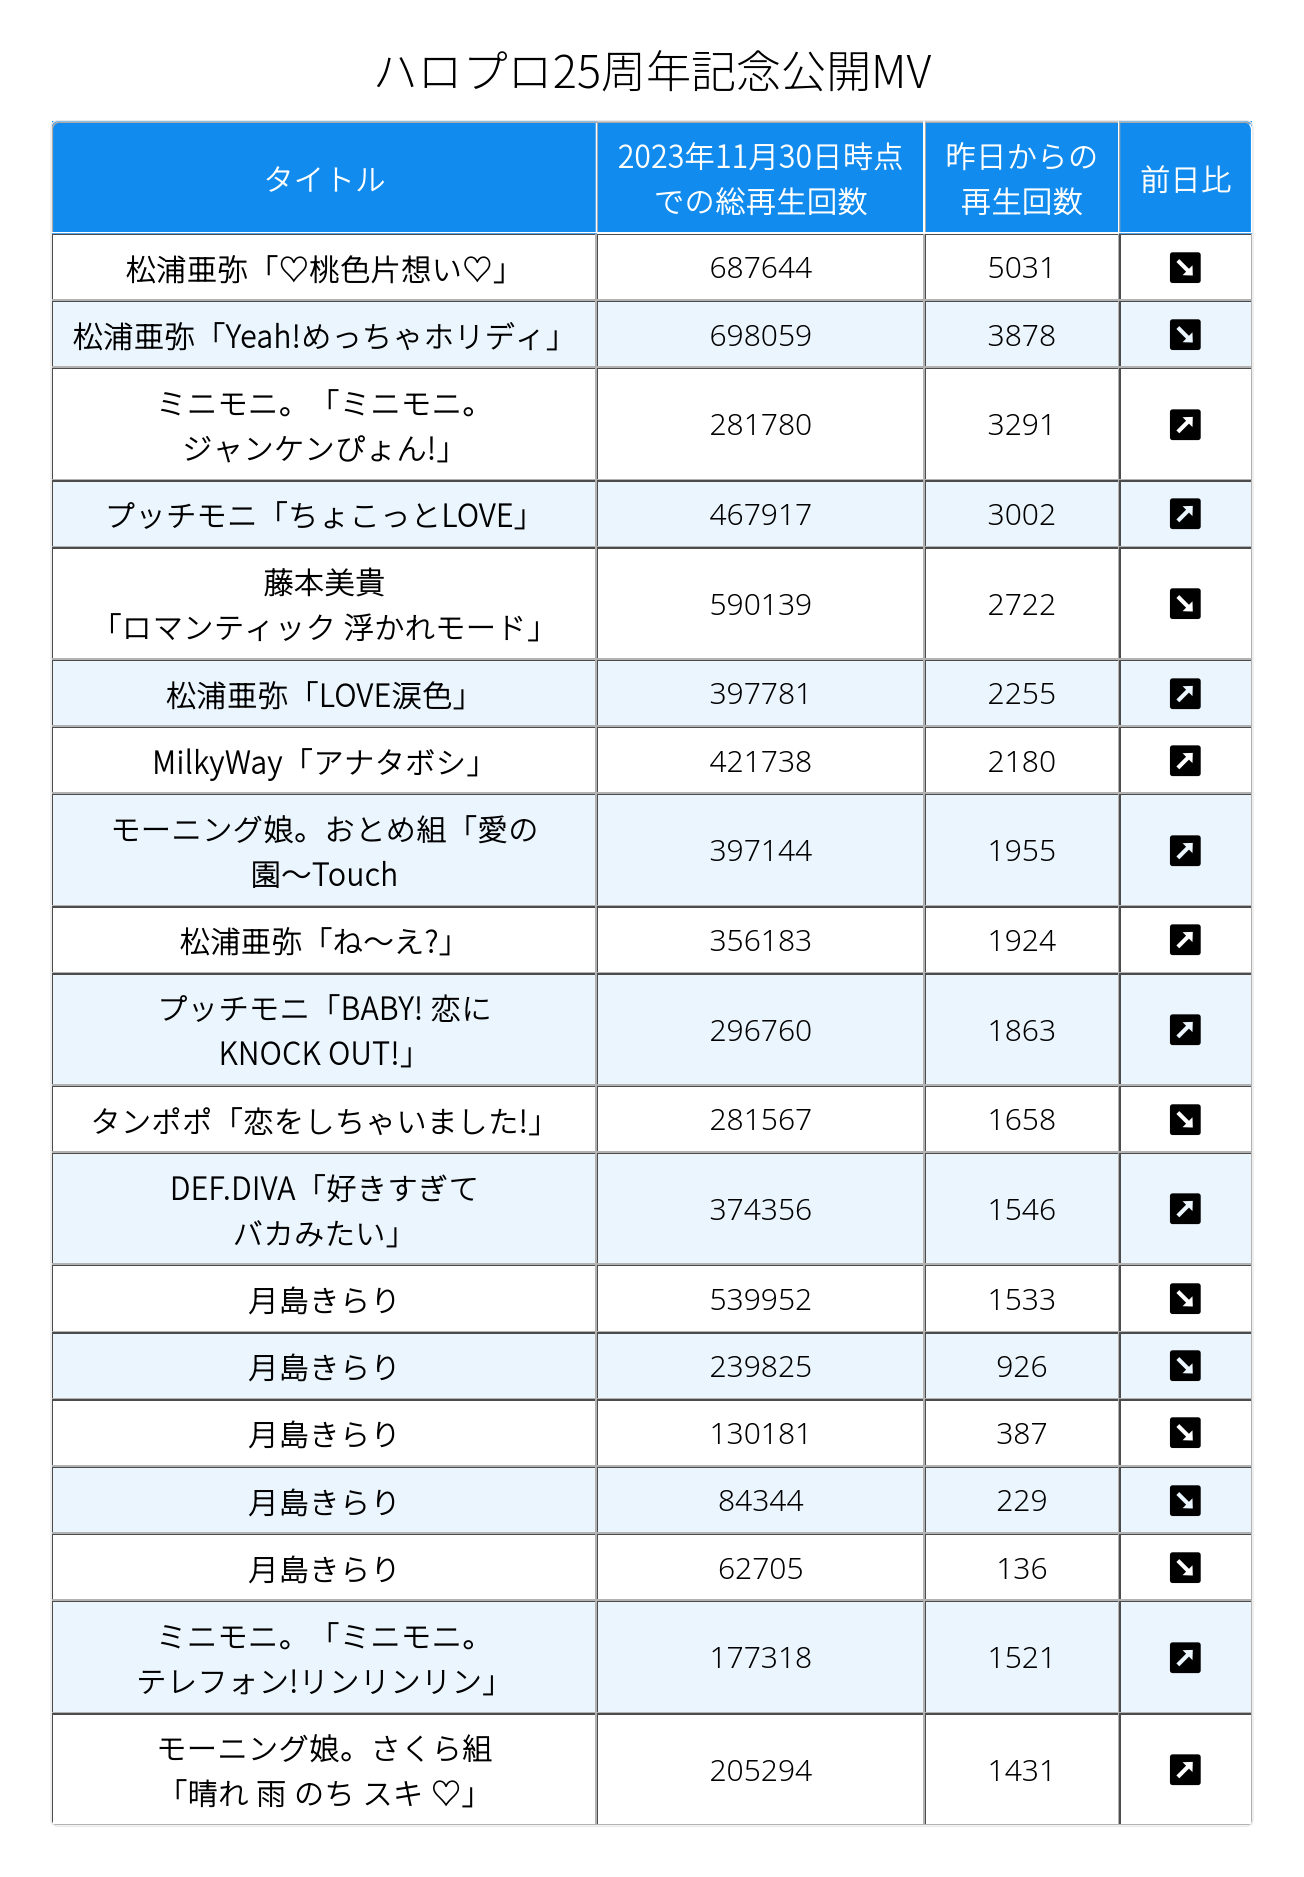 ハロプロ25周年記念公開MV
タイトル
2023年11月30日時点
での総再生回数
昨日からの
再生回数
前日比
松浦亜弥「♡桃色片想い♡」 687644 5031 ↘
松浦亜弥「Yeah!めっちゃホリディ」 698059 3878 ↘
ミニモニ。「ミニモニ。
ジャンケンぴょん!」 281780 3291 ↗
プッチモニ「ちょこっとLOVE」 467917 3002 ↗
藤本美貴
「ロマンティック 浮かれモード」 590139 2722 ↘
松浦亜弥「LOVE涙色」 397781 2255 ↗
MilkyWay「アナタボシ」 421738 2180 ↗
モーニング娘。おとめ組「愛の
園〜Touch 397144 1955 ↗
松浦亜弥「ね〜え?」 356183 1924 ↗
プッチモニ「BABY! 恋に
KNOCK OUT!」 296760 1863 ↗
タンポポ「恋をしちゃいました!」 281567 1658 ↘
DEF.DIVA「好きすぎて
バカみたい」 374356 1546 ↗
月島きらり 539952 1533 ↘
月島きらり 239825 926 ↘
月島きらり 130181 387 ↘
月島きらり 84344 229 ↘
月島きらり 62705 136 ↘
ミニモニ。「ミニモニ。
テレフォン!リンリンリン」 177318 1521 ↗
モーニング娘。さくら組
「晴れ 雨 のち スキ ♡」 205294 1431 ↗